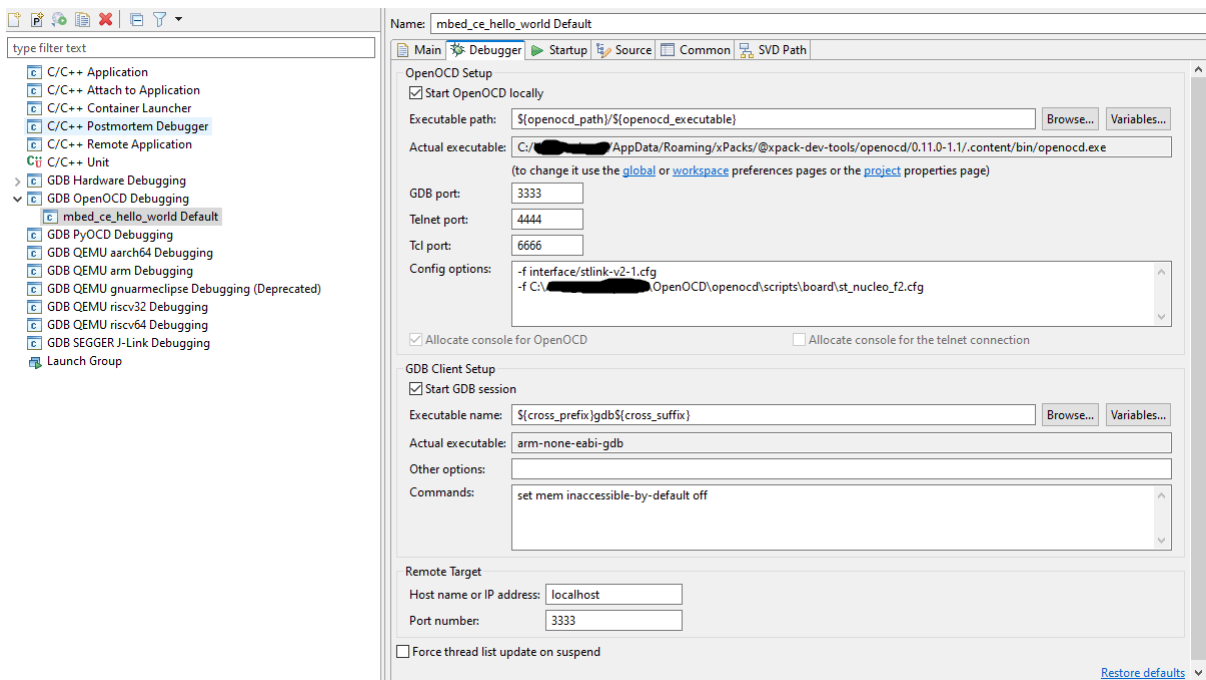 type filter text
C/C++ Application
C/C++ Attach to Application
C/C++ Container Launcher
C/C++ Postmortem Debugger
C/C++ Remote Application
C/C++ Unit
GDB Hardware Debugging
GDB OpenOCD Debugging
mbed_ce_hello_world Default
GDB PyOCD Debugging
GDB QEMU aarch64 Debugging
GDB QEMU arm Debugging
GDB QEMU gnuarmeclipse Debugging (Deprecated)
GDB QEMU riscv32 Debugging
GDB QEMU riscv64 Debugging
GDB SEGGER J-Link Debugging
Launch Group
Name: mbed_ce_hello_world Default
Main Debugger Startup Source Common SVD Path
OpenOCD Setup
Start OpenOCD locally
Executable path: ${openocd_path}/${openocd_executable} Browse... Variables...
Actual executable: C:/ /AppData/Roaming/xPacks/@xpack-dev-tools/openocd/0.11.0-1.1/.content/bin/openocd.exe
(to change it use the global or workspace preferences pages or the project properties page)
GDB port: 3333
Telnet port: 4444
Tcl port: 6666
Config options: -f interface/stlink-v2-1.cfg
-f C:\ \OpenOCD\openocd\scripts\board\st_nucleo_f2.cfg
Allocate console for OpenOCD Allocate console for the telnet connection
GDB Client Setup
Start GDB session
Executable name: ${cross_prefix}gdb${cross_suffix} Browse... Variables...
Actual executable: arm-none-eabi-gdb
Other options:
Commands: set mem inaccessible-by-default off
Remote Target
Host name or IP address: localhost
Port number: 3333
Force thread list update on suspend
Restore defaults